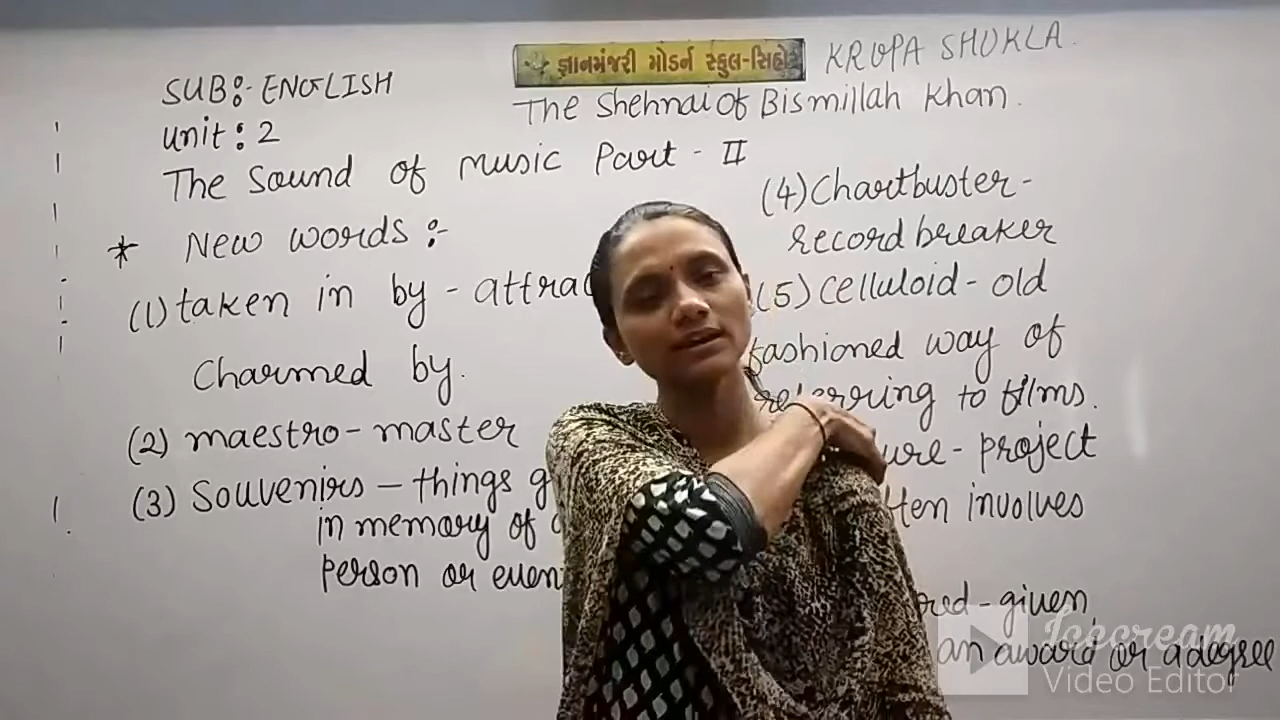 જ્ઞાનમંજરી મોડર્ન સ્કુલ-સિહોર
KRUPA SHUKLA
SUB:- ENGLISH
The Shehnai of Bismillah Khan.
Unit : 2
The Sound of music Part - II
* New words :-
(1) taken in by - attrac
Charmed by.
(2) maestro - master
(3) Souvenirs - things g
in memory of
person or even
(4) Chartbuster -
record breaker
(5) Celluloid - old
fashioned way of
referring to films.
ure - project
ten involves
red - given
an award or a degree
Icecream
Video Editor